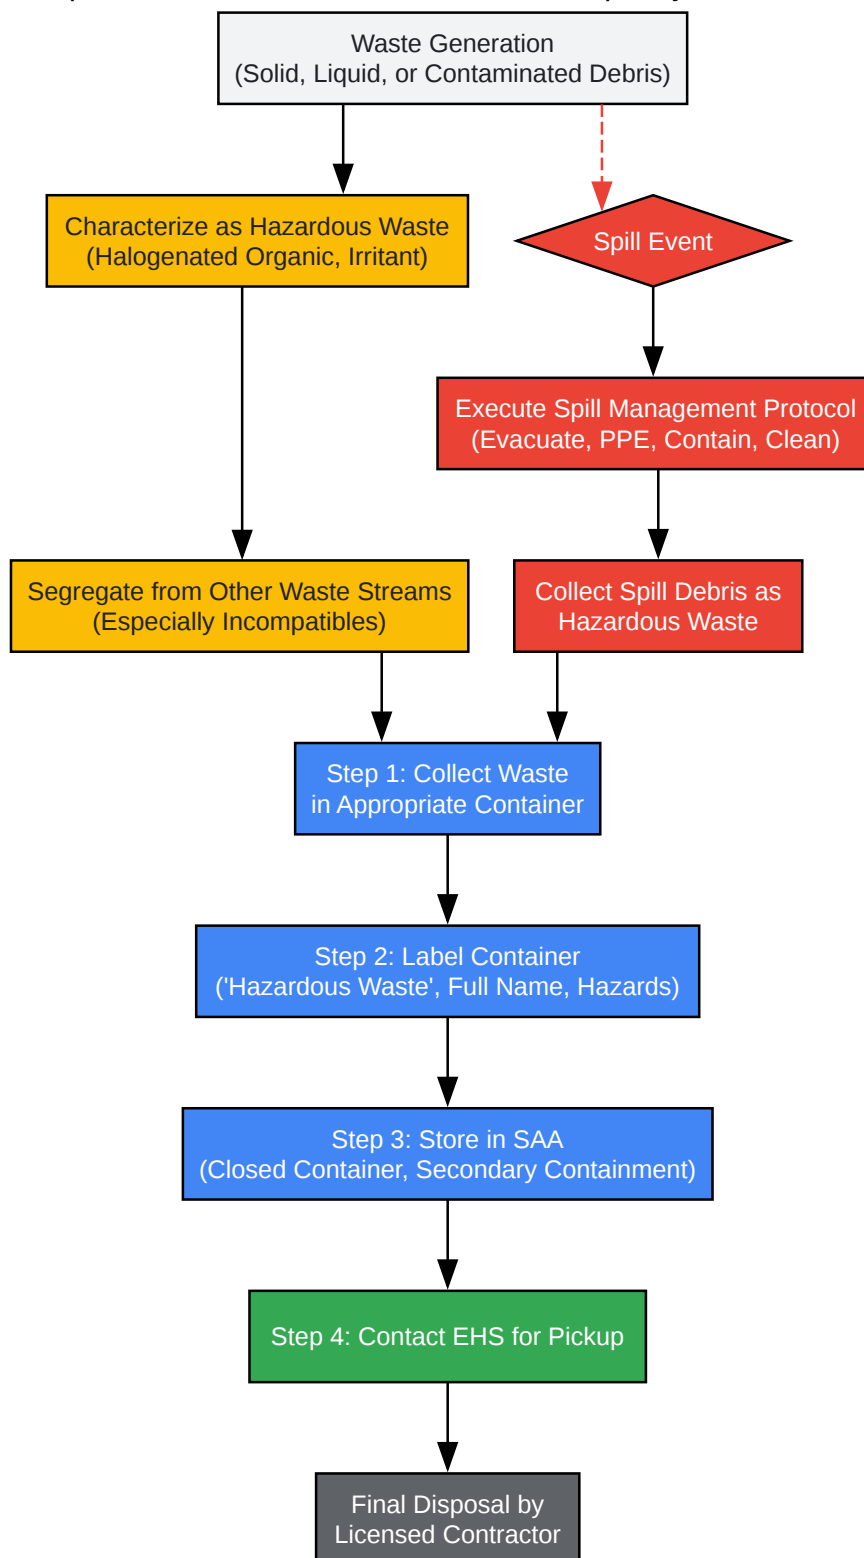 Waste Generation
(Solid, Liquid, or Contaminated Debris)
Characterize as Hazardous Waste
(Halogenated Organic, Irritant)
Spill Event
Execute Spill Management Protocol
(Evacuate, PPE, Contain, Clean)
Segregate from Other Waste Streams
(Especially Incompatibles)
Collect Spill Debris as
Hazardous Waste
Step 1: Collect Waste
in Appropriate Container
Step 2: Label Container
('Hazardous Waste', Full Name, Hazards)
Step 3: Store in SAA
(Closed Container, Secondary Containment)
Step 4: Contact EHS for Pickup
Final Disposal by
Licensed Contractor